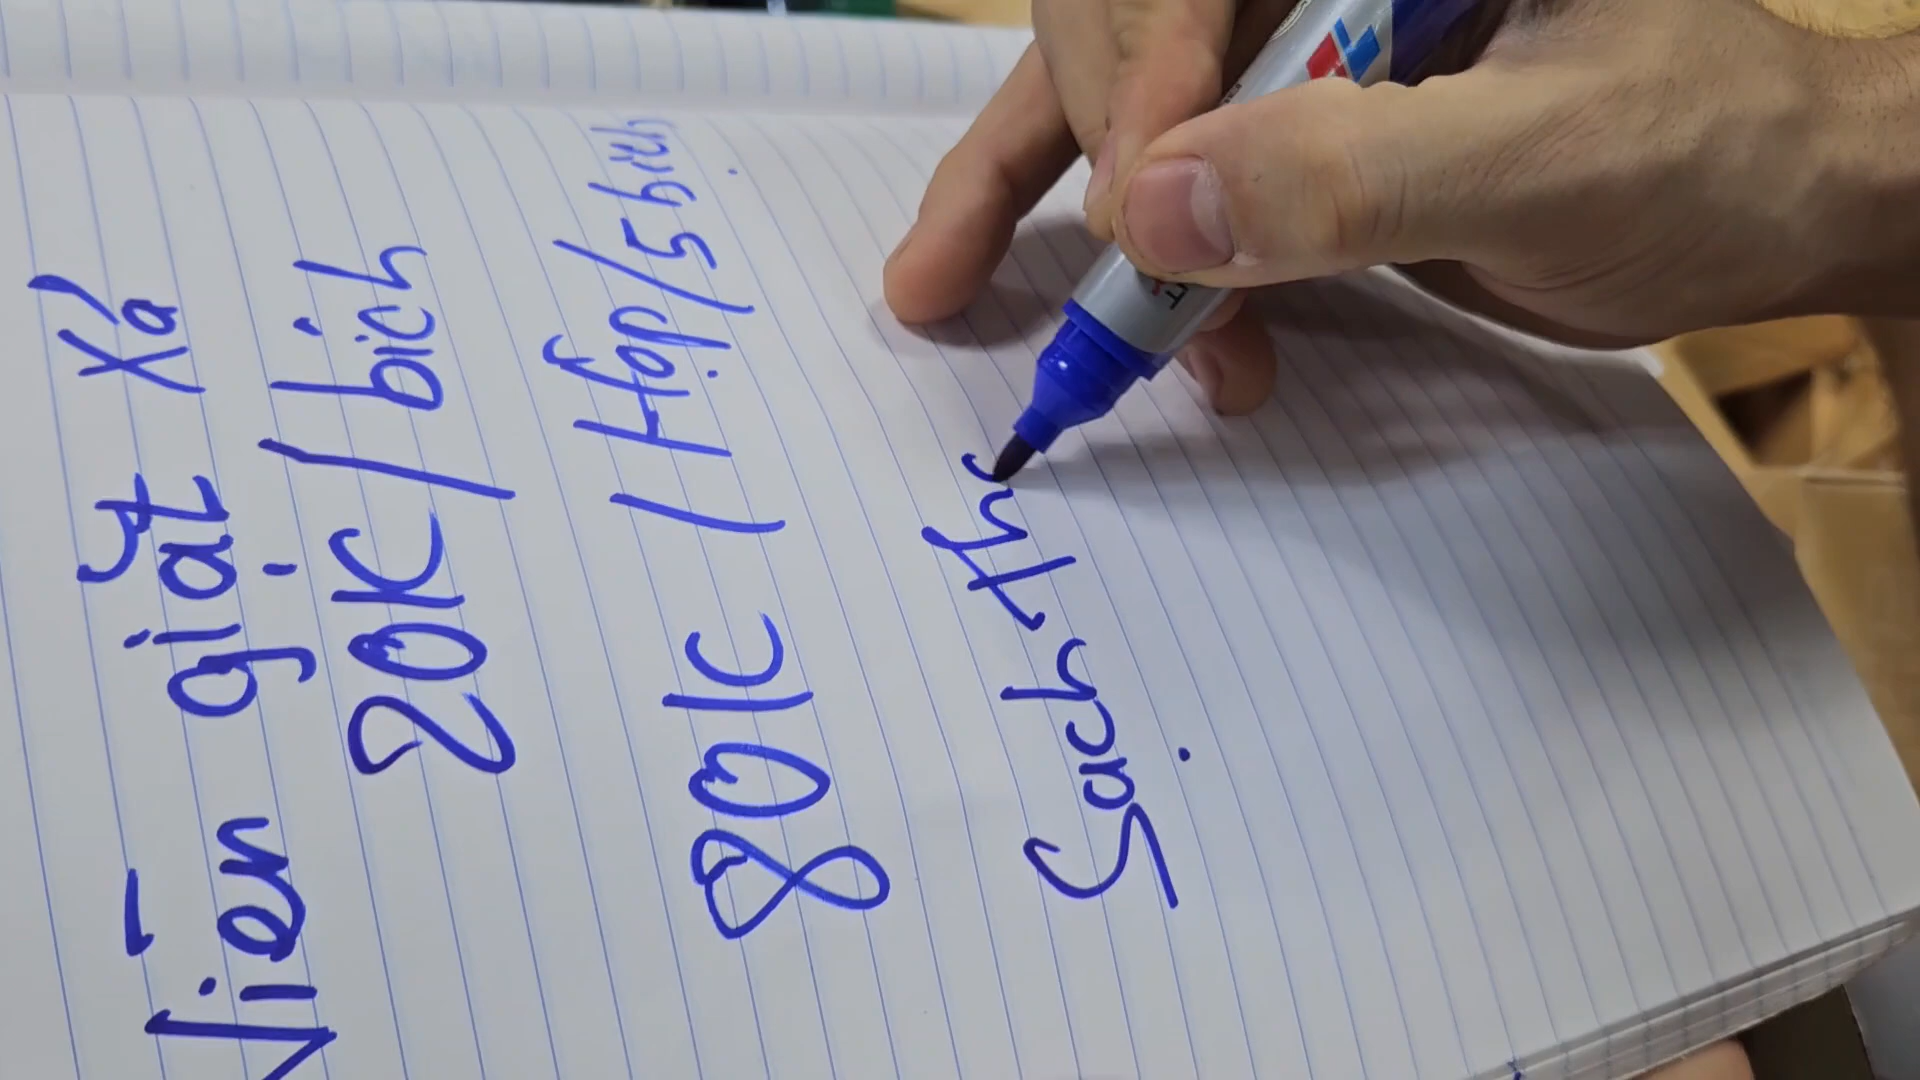 Viên giặt xả
20K/bịch
80K/Hộp/5 bịch
Sạch Th